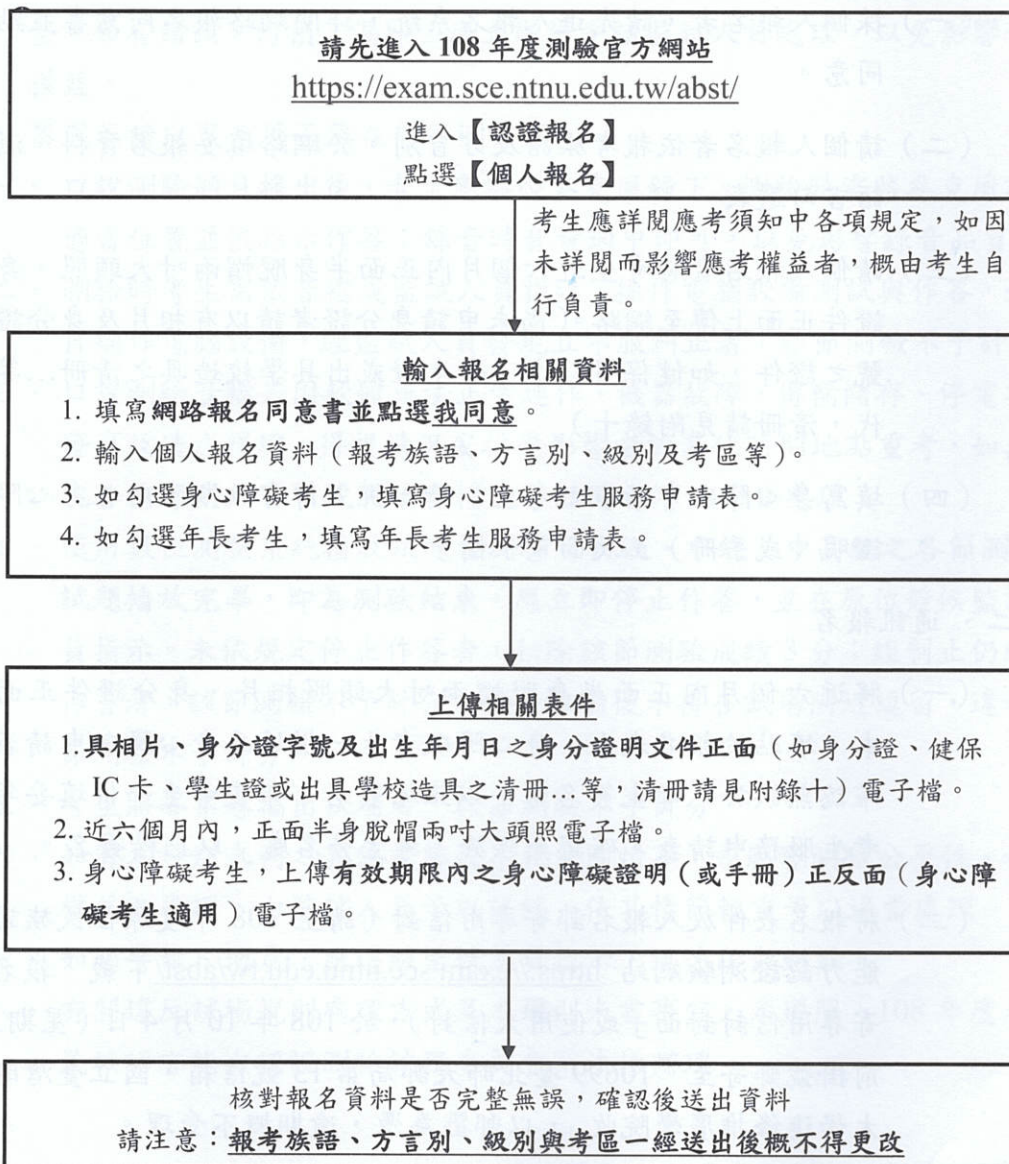 請先進入 108 年度測驗官方網站
https://exam.sce.ntnu.edu.tw/abst/
進入【認證報名】
點選【個人報名】
考生應詳閱應考須知中各項規定，如因
未詳閱而影響應考權益者，概由考生自
行負責。
輸入報名相關資料
1. 填寫網路報名同意書並點選我同意。
2. 輸入個人報名資料（報考族語、方言別、級別及考區等）。
3. 如勾選身心障礙考生，填寫身心障礙考生服務申請表。
4. 如勾選年長考生，填寫年長考生服務申請表。
上傳相關表件
1. 具相片、身分證字號及出生年月日之身分證明文件正面（如身分證、健保
IC 卡、學生證或出具學校造具之清冊...等，清冊請見附錄十）電子檔。
2. 近六個月內，正面半身脫帽兩吋大頭照電子檔。
3. 身心障礙考生，上傳有效期限內之身心障礙證明（或手冊）正反面（身心障
礙考生適用）電子檔。
核對報名資料是否完整無誤，確認後送出資料
請注意：報考族語、方言別、級別與考區一經送出後概不得更改